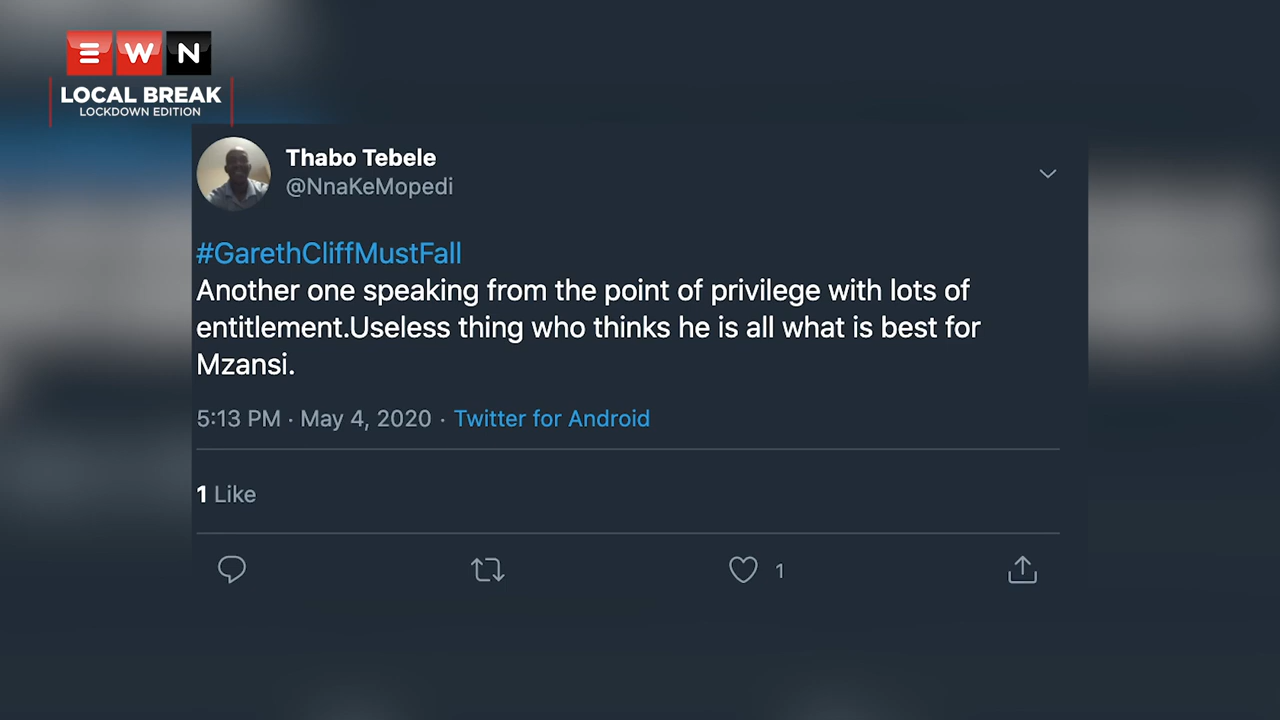 EWN
LOCAL BREAK
LOCKDOWN EDITION
Thabo Tebele
@NnaKeMopedi
#GarethCliffMustFall
Another one speaking from the point of privilege with lots of
entitlement.Useless thing who thinks he is all what is best for
Mzansi.
5:13 PM · May 4, 2020 · Twitter for Android
1 Like
1